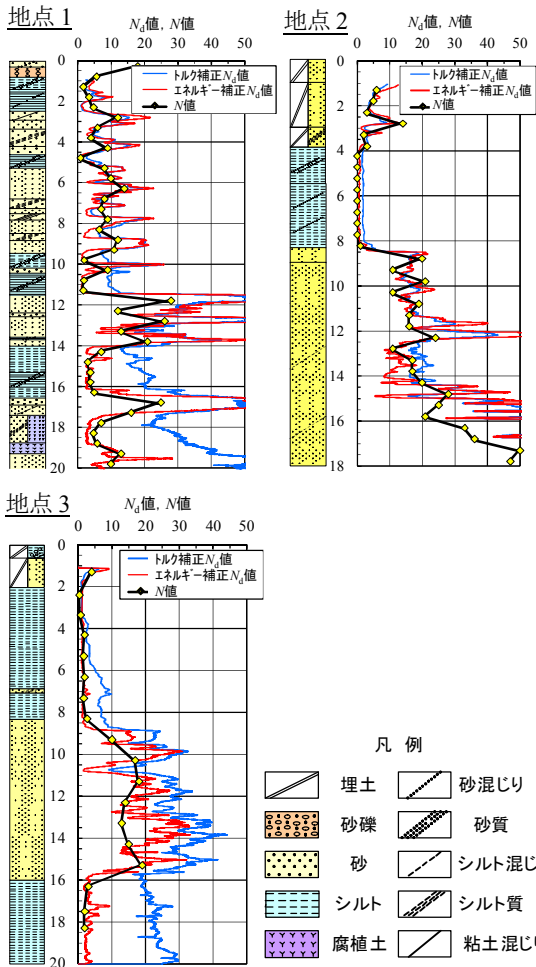 地点 1
Nd値, N値
0 10 20 30 40 50
トルク補正Nd値
エネルギー補正Nd値
N値
0
2
4
6
8
10
12
14
16
18
20
地点 2
Nd値, N値
0 10 20 30 40 50
トルク補正Nd値
エネルギー補正Nd値
N値
0
2
4
6
8
10
12
14
16
18
地点 3
Nd値, N値
0 10 20 30 40 50
トルク補正Nd値
エネルギー補正Nd値
N値
0
2
4
6
8
10
12
14
16
18
20
凡 例
埋土
砂混じり
砂礫
砂質
砂
シルト混じ
シルト
シルト質
腐植土
粘土混じり